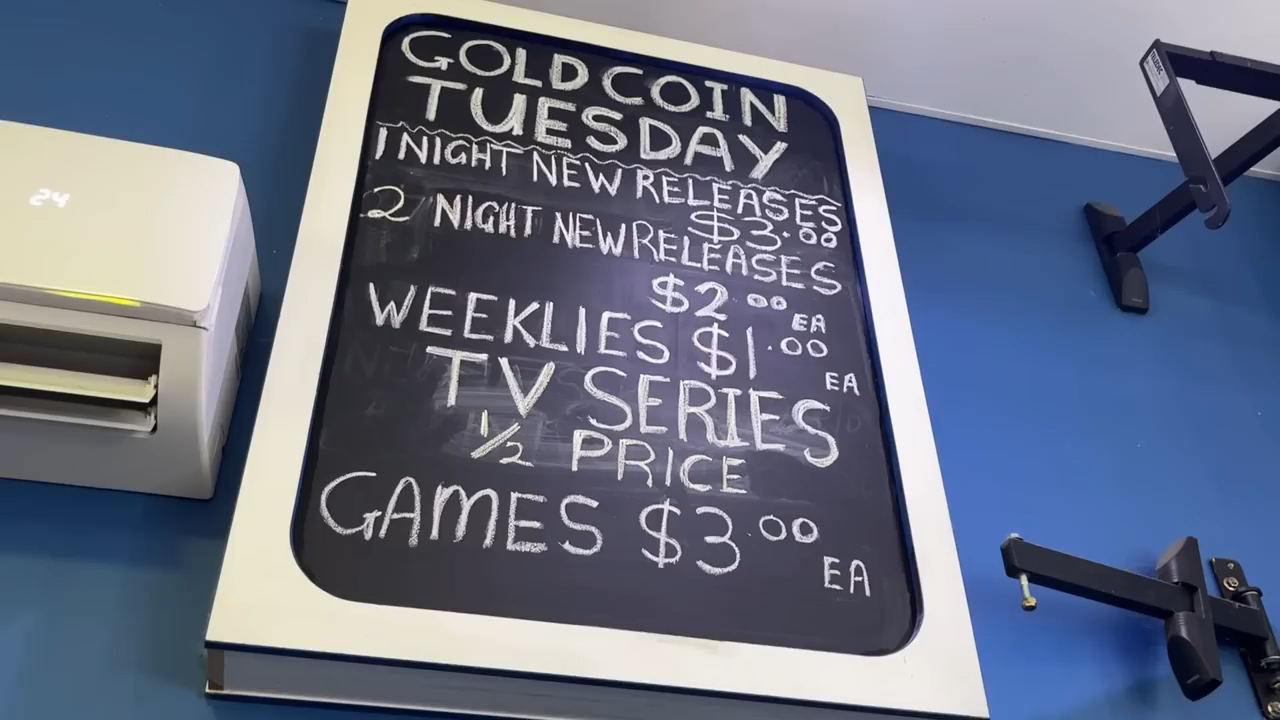 GOLD COIN
TUESDAY
1 NIGHT NEW RELEASES
$3.00
2 NIGHT NEW RELEASES
$2.00 EA
WEEKLIES $1.00
EA
TV SERIES
1/2 PRICE
GAMES $3.00
EA
24